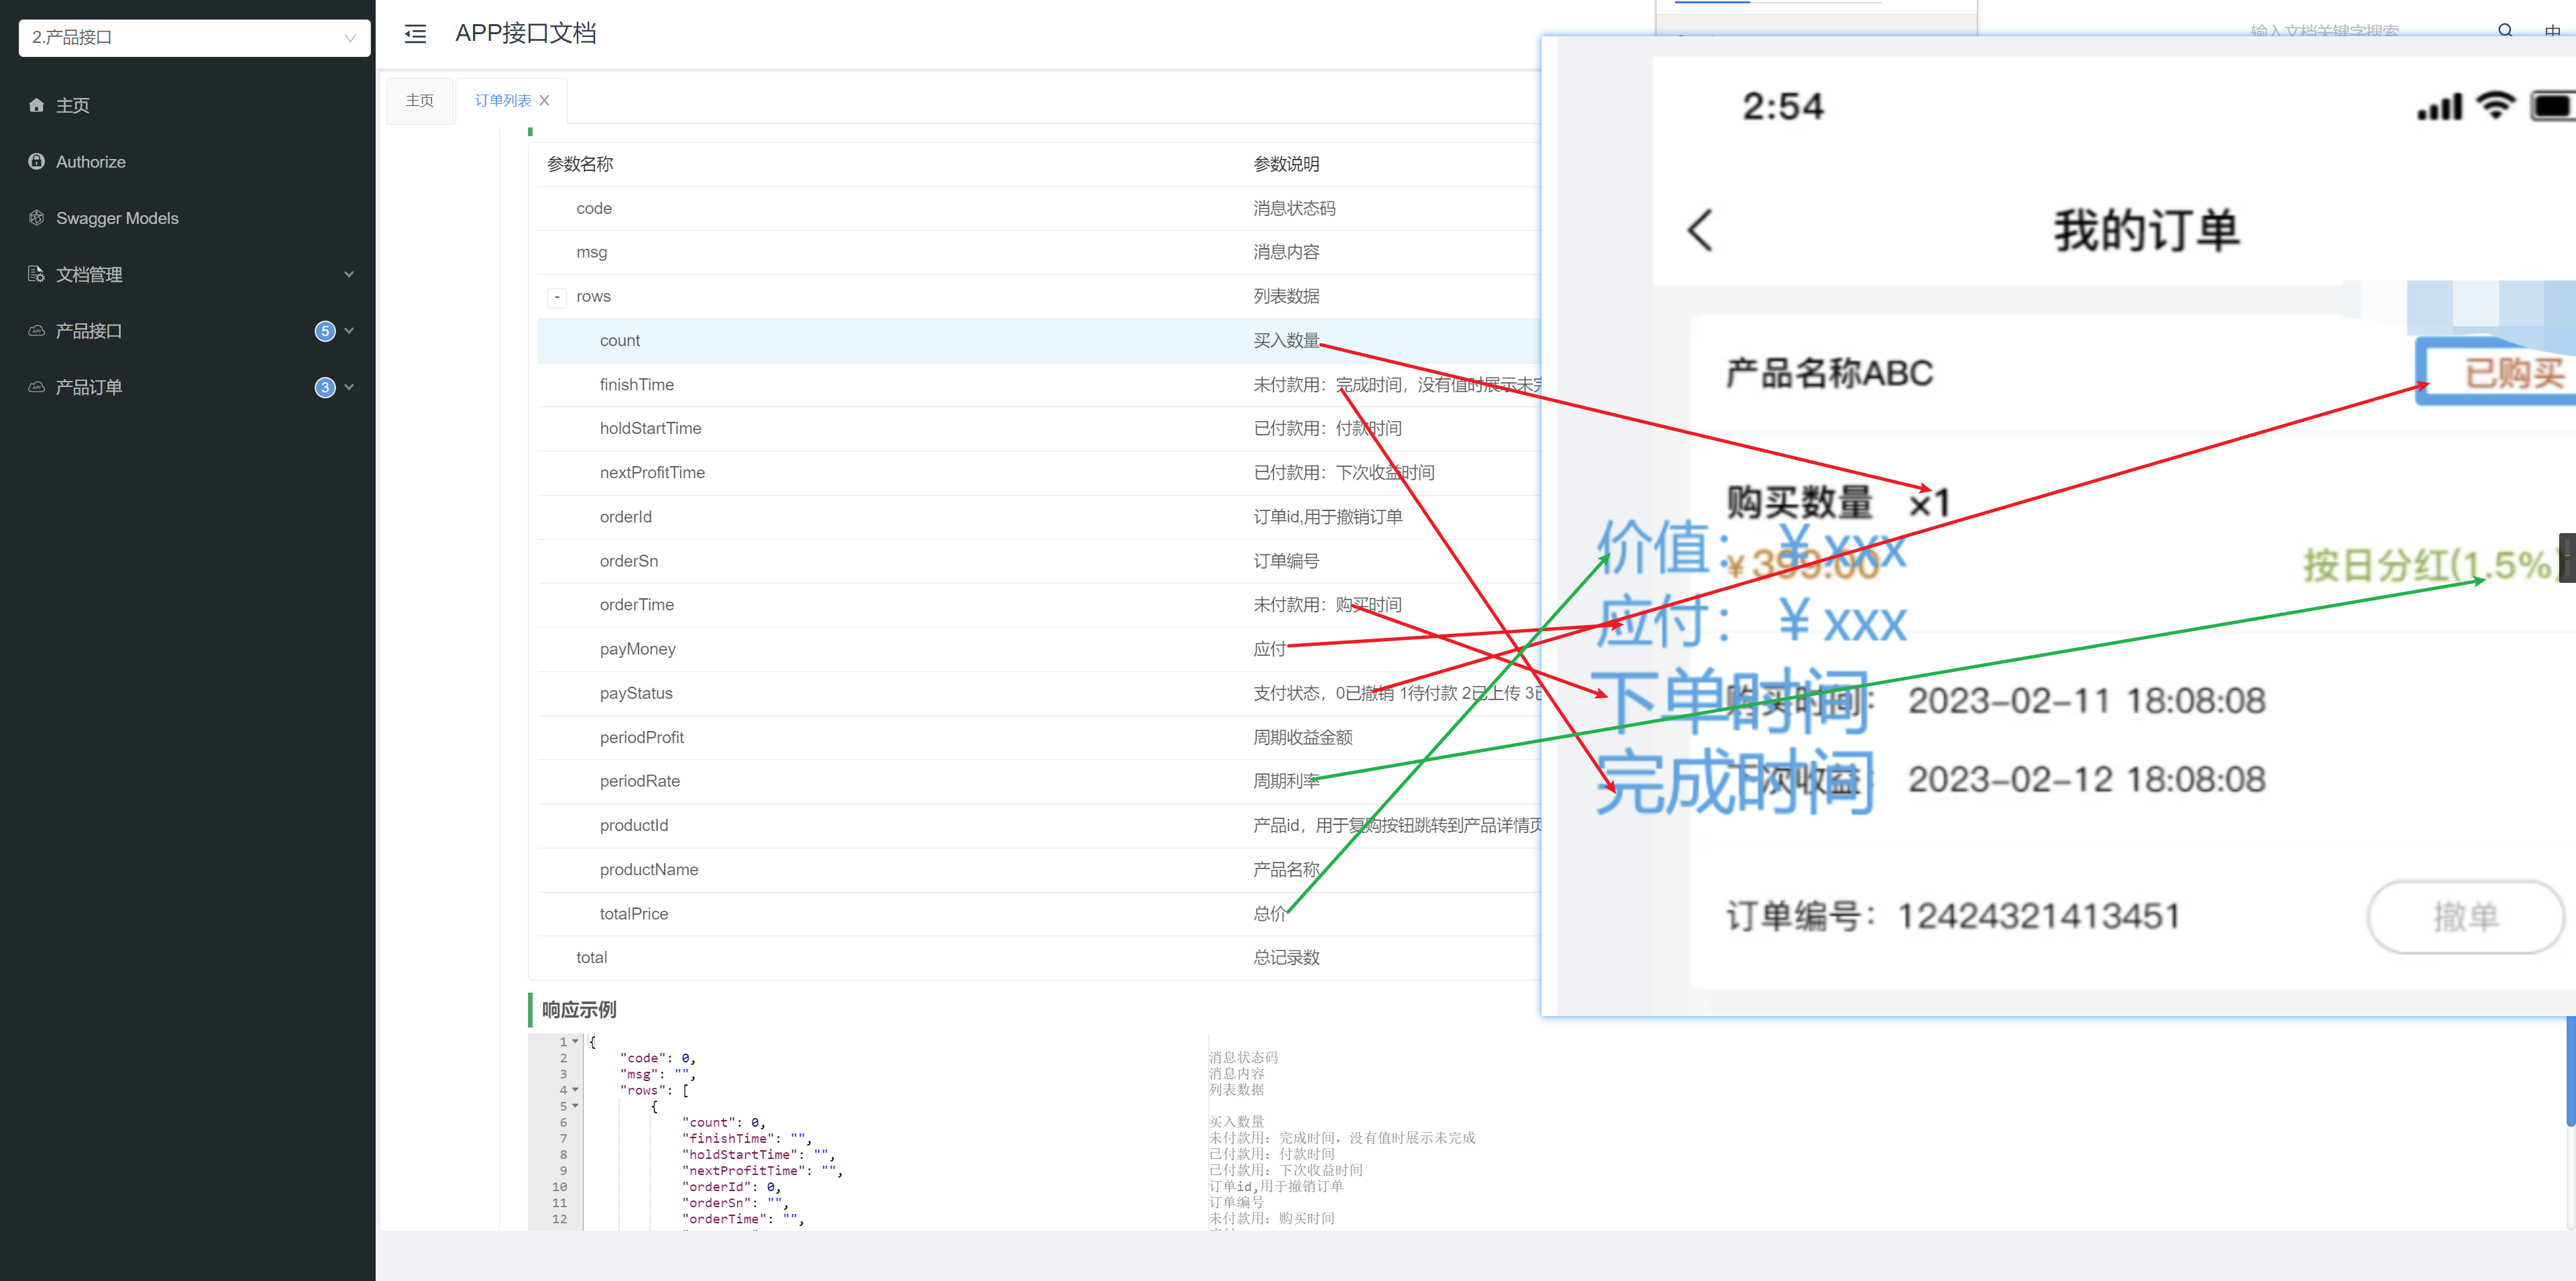 2.产品接口
主页
Authorize
Swagger Models
文档管理
产品接口 5
产品订单 3
APP接口文档
输入文档关键字搜索 中
主页 订单列表
参数名称 参数说明
code 消息状态码
msg 消息内容
- rows 列表数据
count 买入数量
finishTime 未付款用：完成时间，没有值时展示未完
holdStartTime 已付款用：付款时间
nextProfitTime 已付款用：下次收益时间
orderId 订单id,用于撤销订单
orderSn 订单编号
orderTime 未付款用：购买时间
payMoney 应付
payStatus 支付状态，0已撤销 1待付款 2已上传 3已
periodProfit 周期收益金额
periodRate 周期利率
productId 产品id，用于复购按钮跳转到产品详情页
productName 产品名称
totalPrice 总价
total 总记录数
响应示例
1 {
2 "code": 0, 消息状态码
3 "msg": "", 消息内容
4 "rows": [ 列表数据
5 {
6 "count": 0, 买入数量
7 "finishTime": "", 未付款用：完成时间，没有值时展示未完成
8 "holdStartTime": "", 已付款用：付款时间
9 "nextProfitTime": "", 已付款用：下次收益时间
10 "orderId": 0, 订单id,用于撤销订单
11 "orderSn": "", 订单编号
12 "orderTime": "", 未付款用：购买时间
2:54
我的订单
产品名称ABC 已购买
购买数量 ×1
价值：￥xxx
￥399.00 按日分红(1.5%)
应付：￥xxx
下单时间
购买时间： 2023-02-11 18:08:08
完成时间
下次收益： 2023-02-12 18:08:08
订单编号：12424321413451 撤单